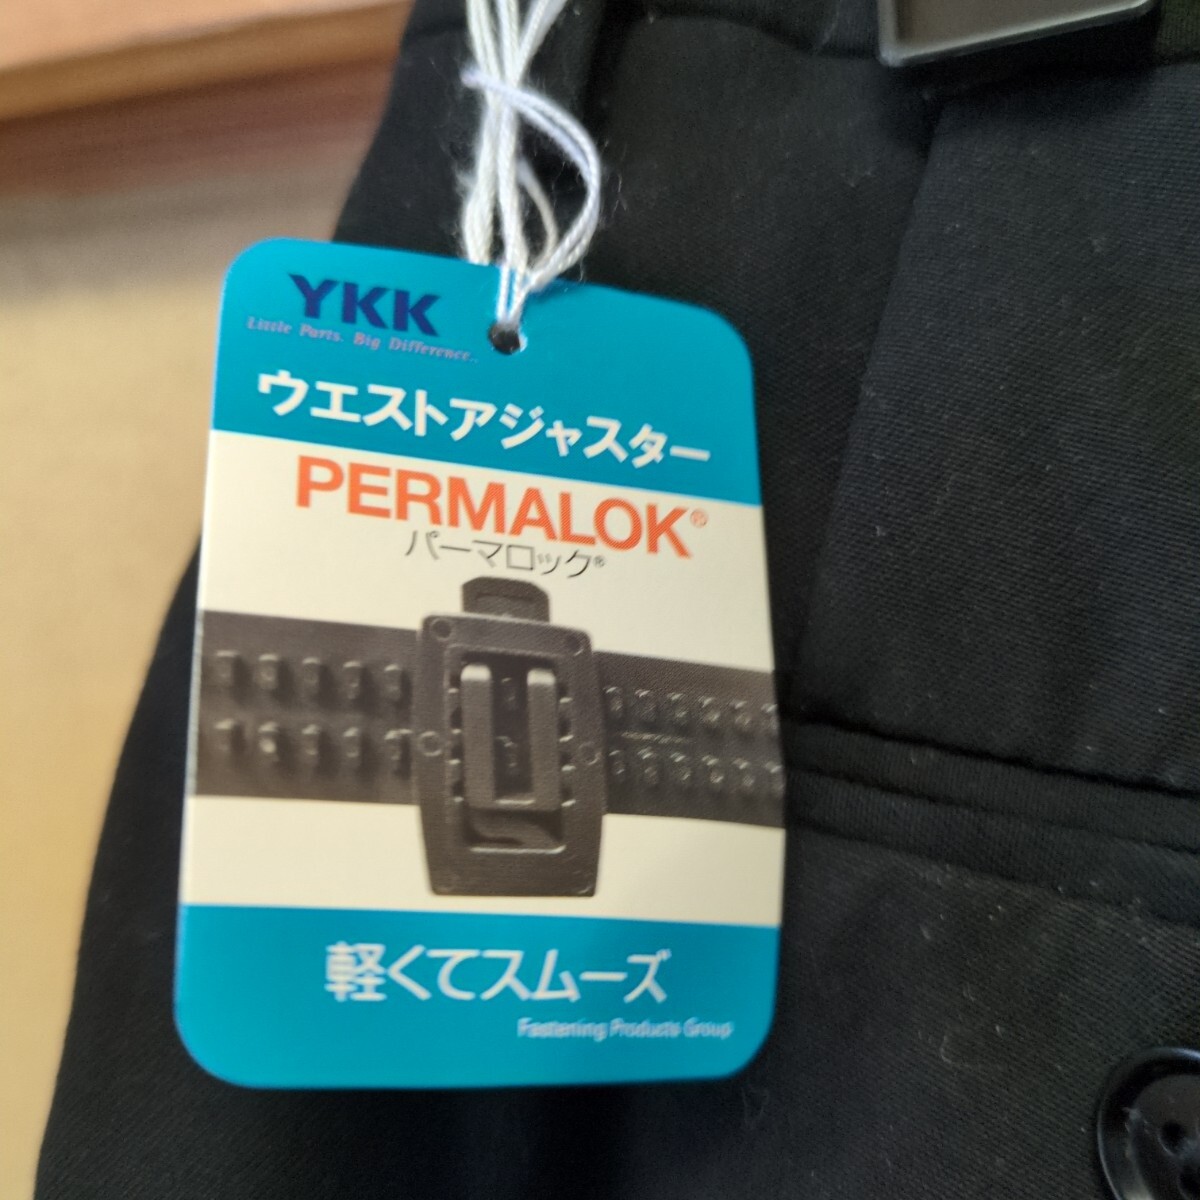 YKK
Little Parts. Big Difference.
ウエストアジャスター
PERMALOK®
パーマロック®
軽くてスムーズ
Fastening Products Group